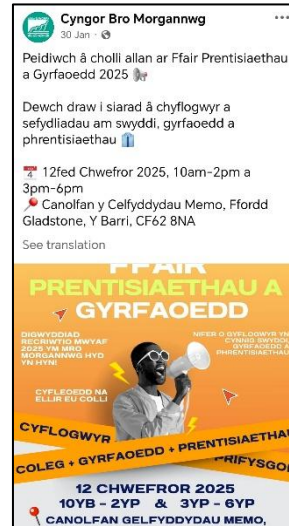 Cyngor Bro Morgannwg
30 Jan ·
Peidiwch â cholli allan ar Ffair Prentisiaethau
a Gyrfaoedd 2025
Dewch draw i siarad â chyflogwyr a
sefydliadau am swyddi, gyrfaoedd a
phrentisiaethau
12fed Chwefror 2025, 10am-2pm a
3pm-6pm
Canolfan y Celfyddydau Memo, Ffordd
Gladstone, Y Barri, CF62 8NA
See translation
FFAIR
PRENTISIAETHAU A
GYRFAOEDD
DIGWYDDIAD
RECRIWTIO MWYAF
2025 YM MRO
MORGANNWG HYD
YN HYN!
NIFER O GYFLOGWYR YN
CYNNIG SWYDDI,
GYRFAOEDD A
PHRENTISIAETHAU
CYFLEOEDD NA
ELLIR EU COLLI
CYFLOGWYR
COLEG + GYRFAOEDD + PRENTISIAETHAU
PRIFYSGOL
12 CHWEFROR 2025
10YB - 2YP & 3YP - 6YP
CANOLFAN GELFYDDYDAU MEMO,